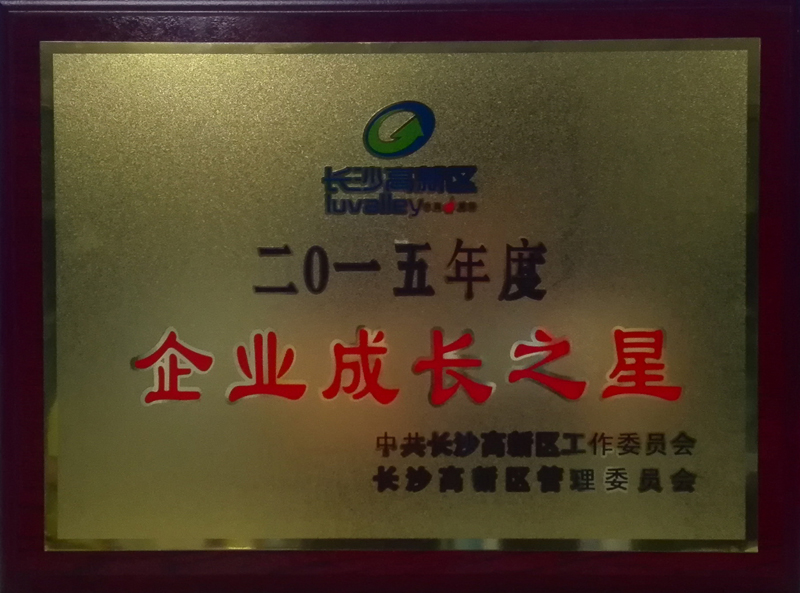 长沙高新区
luvalley
二0一五年度
企业成长之星
中共长沙高新区工作委员会
长沙高新区管理委员会